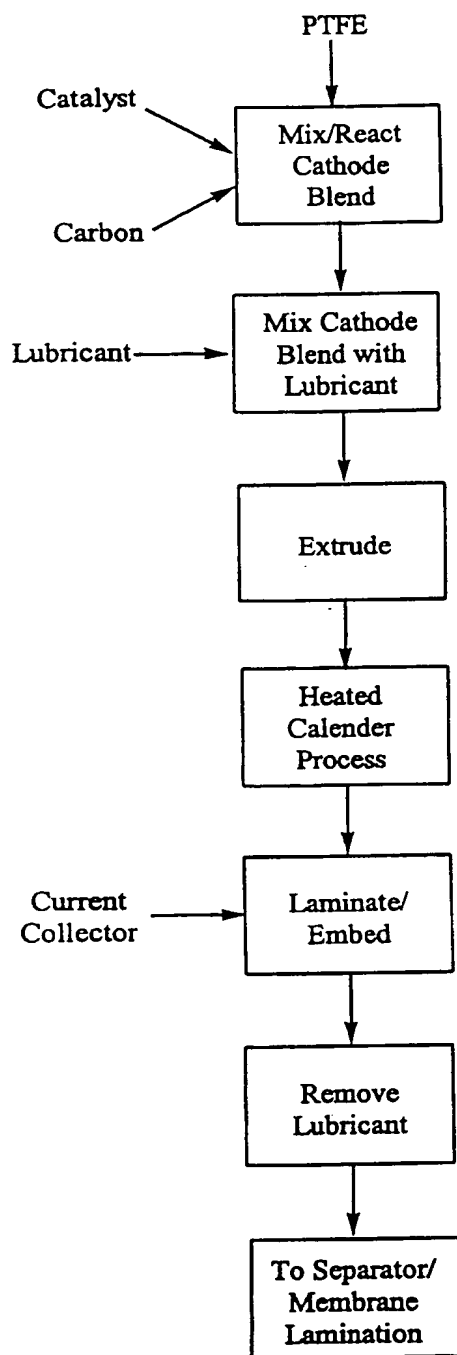 PTFE
Catalyst
Mix/React
Cathode
Blend
Carbon
Mix Cathode
Blend with
Lubricant
Lubricant
Extrude
Heated
Calender
Process
Current
Collector
Laminate/
Embed
Remove
Lubricant
To Separator/
Membrane
Lamination